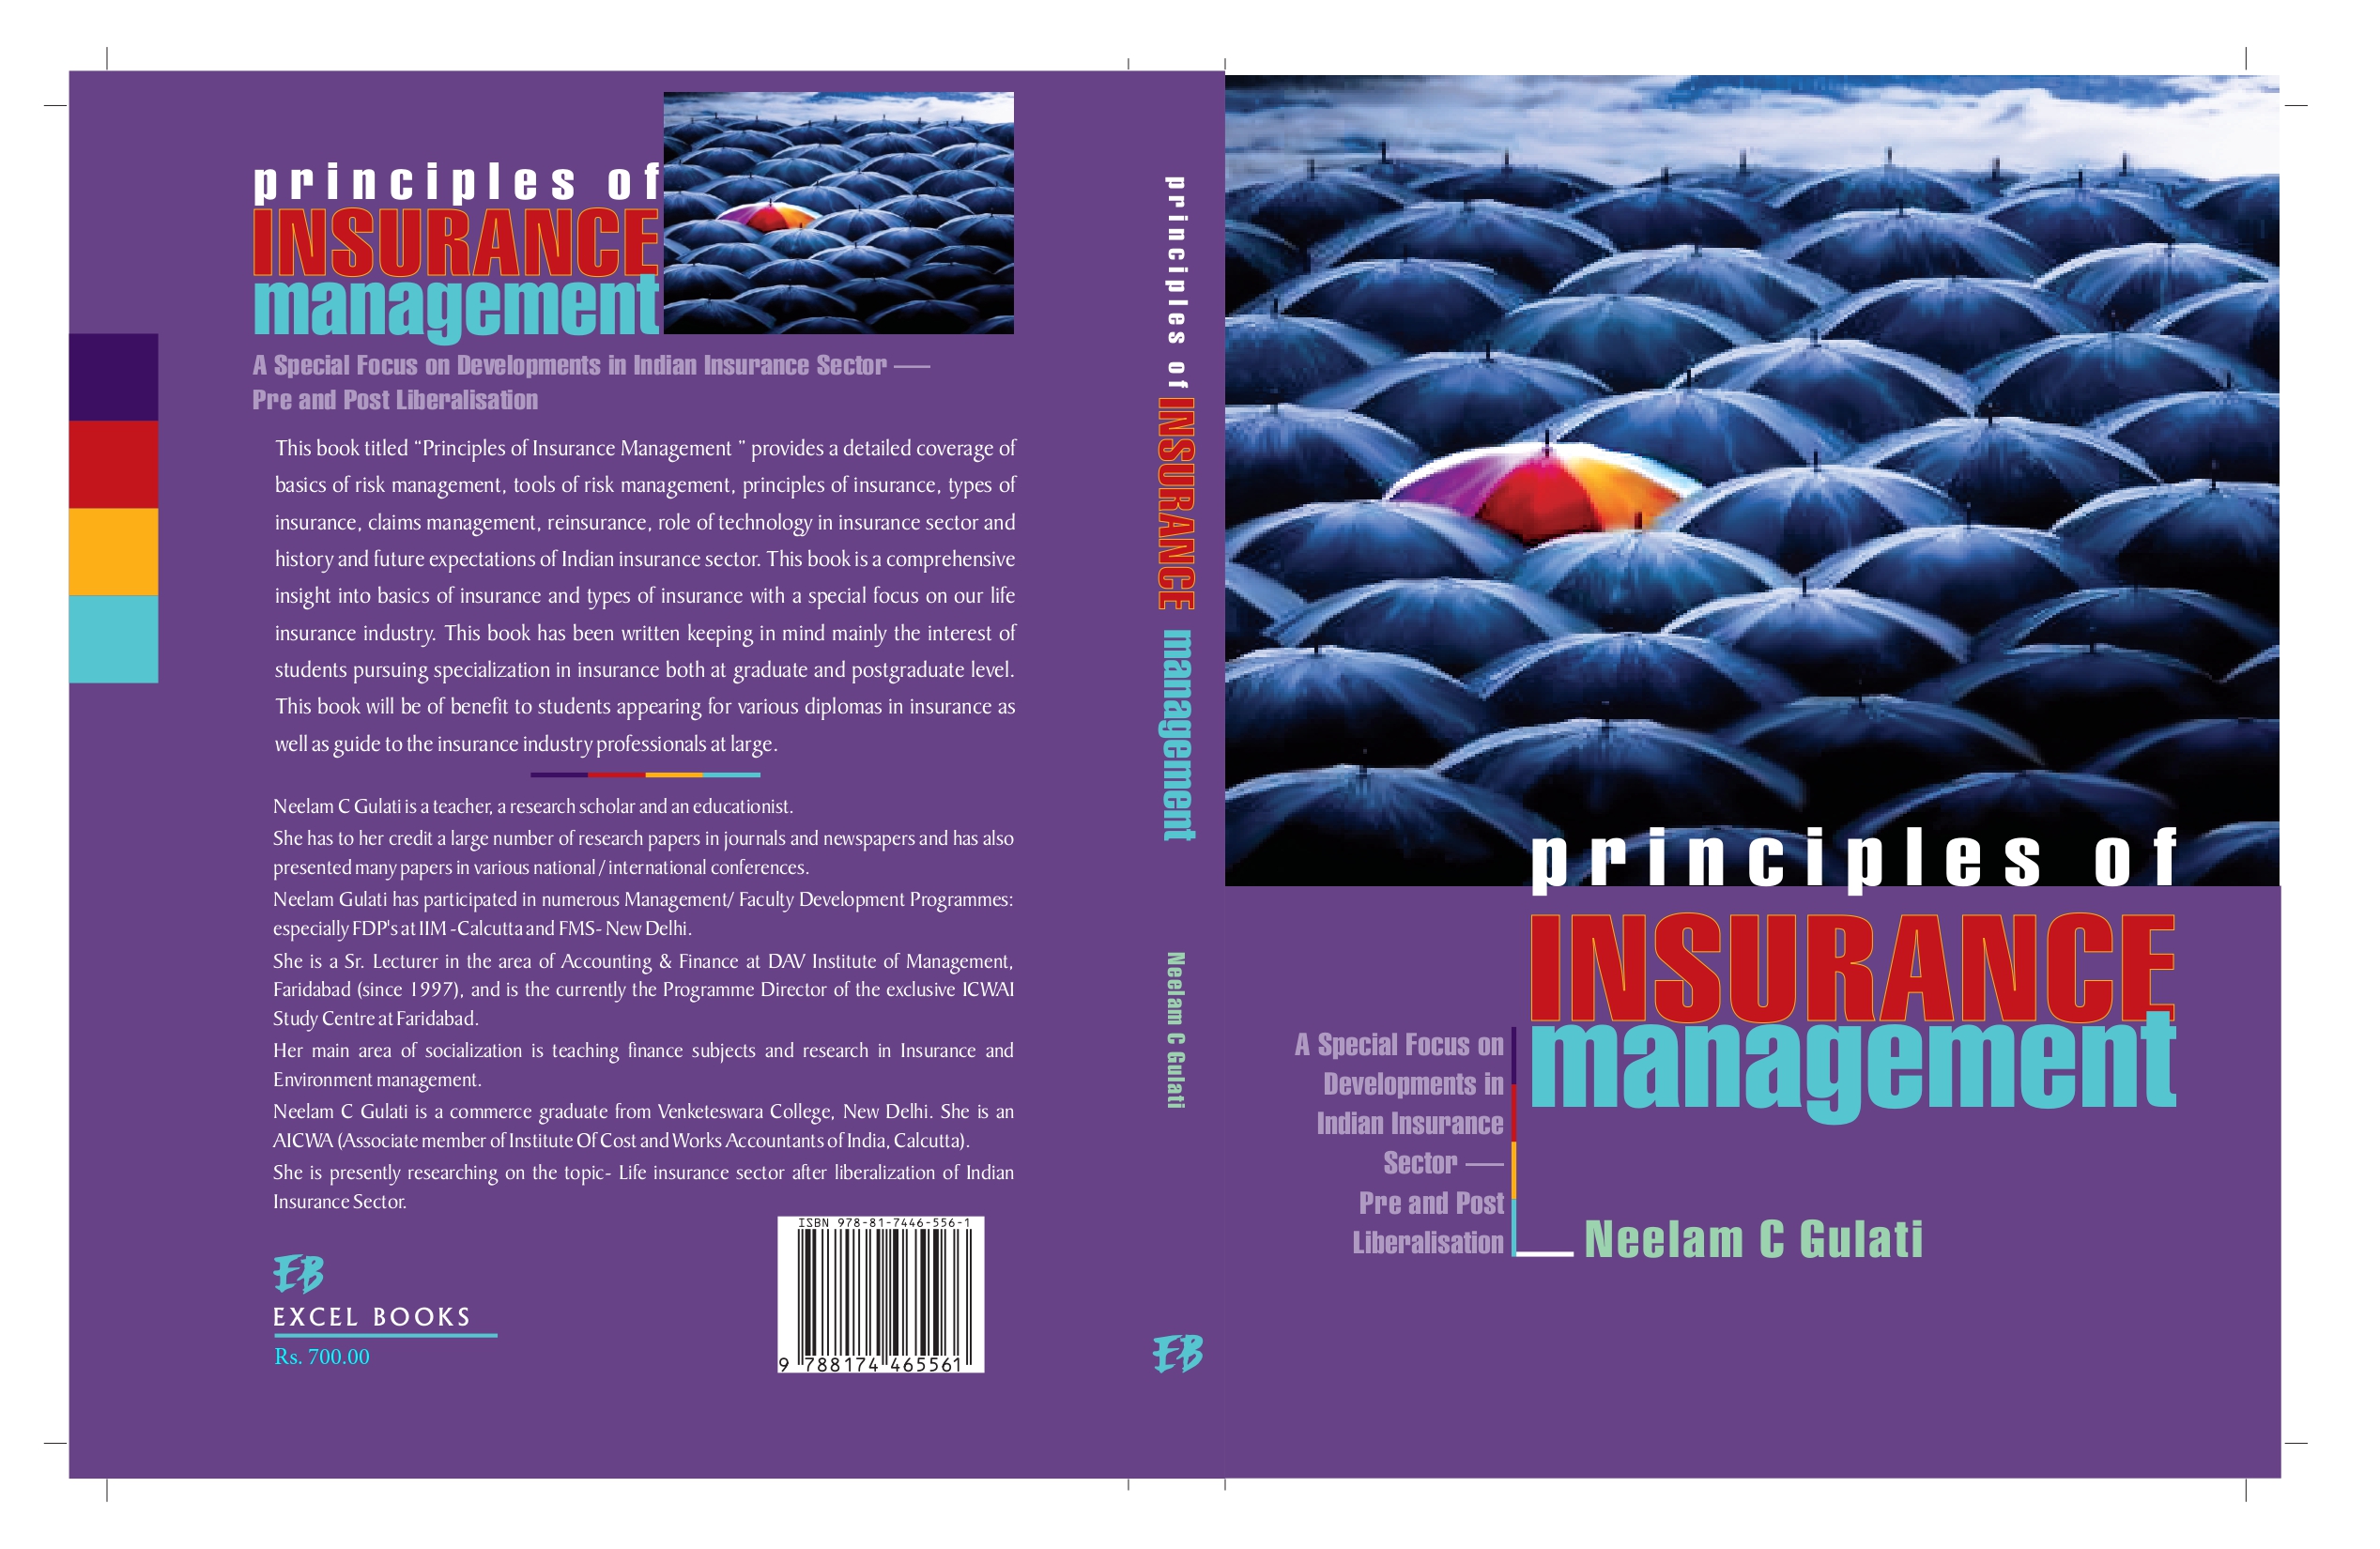 principles of
INSURANCE
management
A Special Focus on Developments in Indian Insurance Sector —
Pre and Post Liberalisation
This book titled “Principles of Insurance Management ” provides a detailed coverage of
basics of risk management, tools of risk management, principles of insurance, types of
insurance, claims management, reinsurance, role of technology in insurance sector and
history and future expectations of Indian insurance sector. This book is a comprehensive
insight into basics of insurance and types of insurance with a special focus on our life
insurance industry. This book has been written keeping in mind mainly the interest of
students pursuing specialization in insurance both at graduate and postgraduate level.
This book will be of benefit to students appearing for various diplomas in insurance as
well as guide to the insurance industry professionals at large.
Neelam C Gulati is a teacher, a research scholar and an educationist.
She has to her credit a large number of research papers in journals and newspapers and has also
presented many papers in various national / international conferences.
Neelam Gulati has participated in numerous Management/ Faculty Development Programmes:
especially FDP's at IIM -Calcutta and FMS- New Delhi.
She is a Sr. Lecturer in the area of Accounting & Finance at DAV Institute of Management,
Faridabad (since 1997), and is the currently the Programme Director of the exclusive ICWAI
Study Centre at Faridabad.
Her main area of socialization is teaching finance subjects and research in Insurance and
Environment management.
Neelam C Gulati is a commerce graduate from Venketeswara College, New Delhi. She is an
AICWA (Associate member of Institute Of Cost and Works Accountants of India, Calcutta).
She is presently researching on the topic- Life insurance sector after liberalization of Indian
Insurance Sector.
EB
EXCEL BOOKS
Rs. 700.00
ISBN 978-81-7446-556-1
9 788174 465561
principles of INSURANCE management
Neelam C Gulati
EB
principles of
INSURANCE
management
A Special Focus on
Developments in
Indian Insurance
Sector —
Pre and Post
Liberalisation
Neelam C Gulati